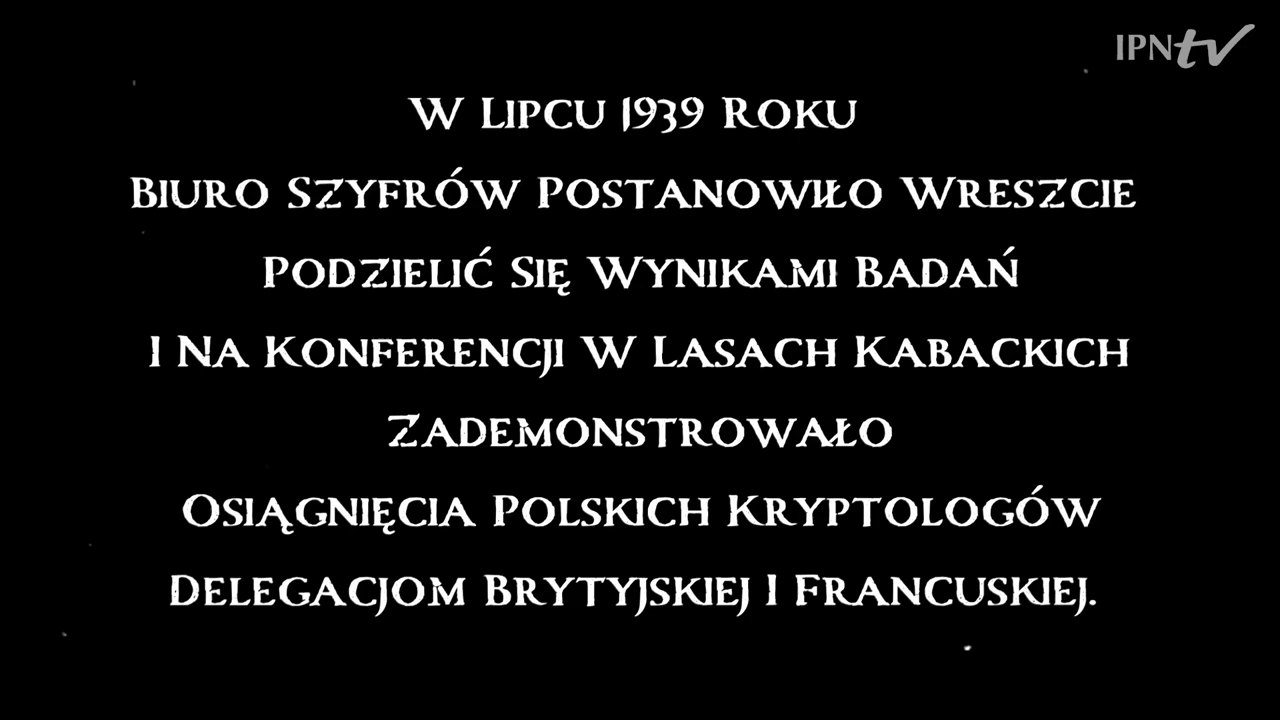 IPNtv
W Lipcu 1939 Roku
Biuro Szyfrów Postanowiło Wreszcie
Podzielić Się Wynikami Badań
I Na Konferencji W Lasach Kabackich
Zademonstrowało
Osiągnięcia Polskich Kryptologów
Delegacjom Brytyjskiej I Francuskiej.